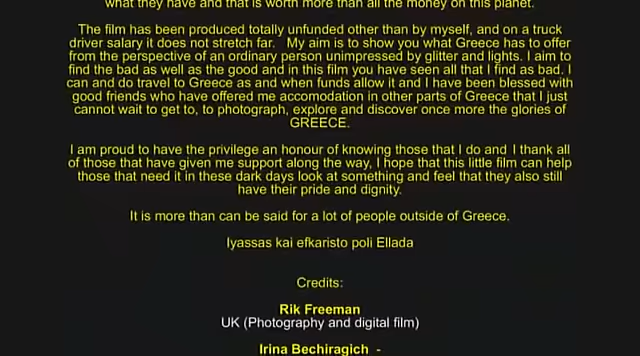 what they have and that is worth more than all the money on this planet.
The film has been produced totally unfunded other than by myself, and on a truck
driver salary it does not stretch far. My aim is to show you what Greece has to offer
from the perspective of an ordinary person unimpressed by glitter and lights. I aim to
find the bad as well as the good and in this film you have seen all that I find as bad. I
can and do travel to Greece as and when funds allow it and I have been blessed with
good friends who have offered me accomodation in other parts of Greece that I just
cannot wait to get to, to photograph, explore and discover once more the glories of
GREECE.
I am proud to have the privilege an honour of knowing those that I do and I thank all
of those that have given me support along the way, I hope that this little film can help
those that need it in these dark days look at something and feel that they also still
have their pride and dignity.
It is more than can be said for a lot of people outside of Greece.
Iyassas kai efkaristo poli Ellada
Credits:
Rik Freeman
UK (Photography and digital film)
Irina Bechiragich -